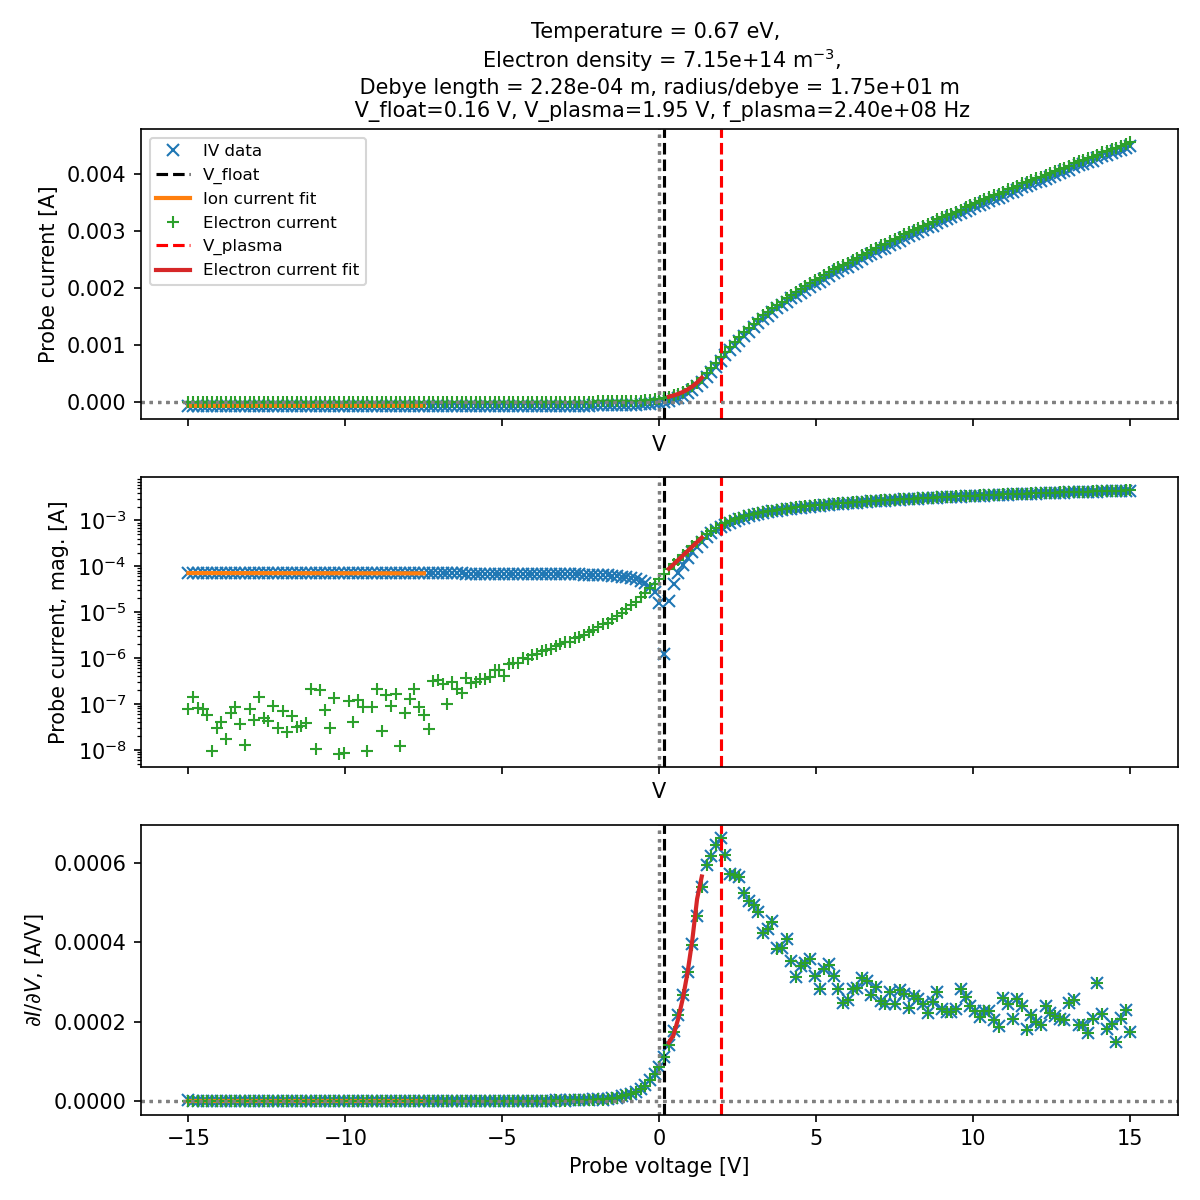 Temperature = 0.67 eV,
Electron density = 7.15e+14 m⁻³,
Debye length = 2.28e-04 m, radius/debye = 1.75e+01 m
V_float=0.16 V, V_plasma=1.95 V, f_plasma=2.40e+08 Hz
IV data
V_float
Ion current fit
Electron current
V_plasma
Electron current fit
Probe current [A]
0.004
0.003
0.002
0.001
0.000
V
Probe current, mag. [A]
10⁻³
10⁻⁴
10⁻⁵
10⁻⁶
10⁻⁷
10⁻⁸
V
∂I/∂V, [A/V]
0.0006
0.0004
0.0002
0.0000
−15 −10 −5 0 5 10 15
Probe voltage [V]